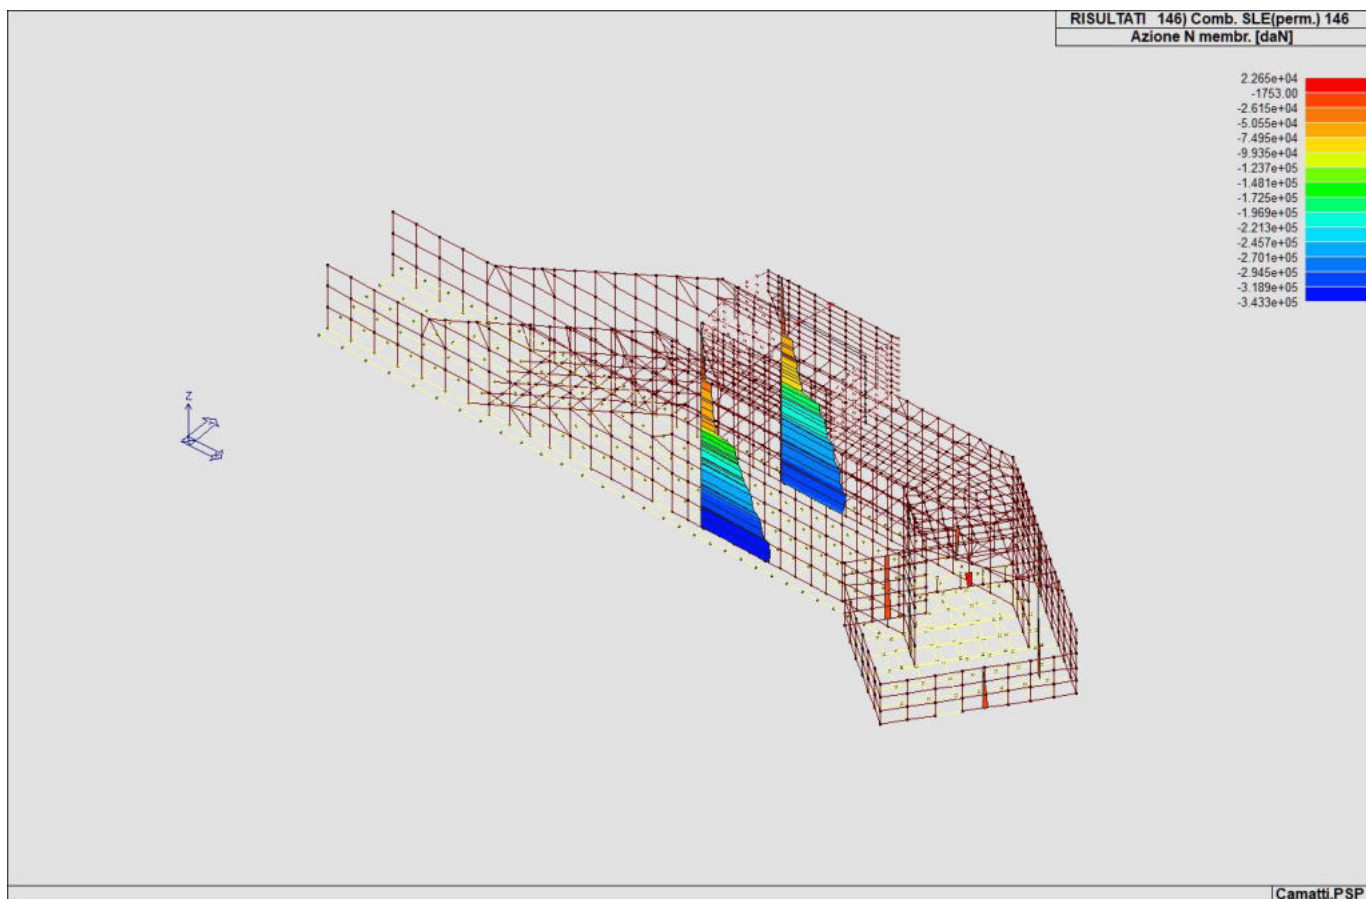 RISULTATI 146) Comb. SLE(perm.) 146
Azione N membr. [daN]
2.265e+04
-1753.00
-2.615e+04
-5.055e+04
-7.495e+04
-9.935e+04
-1.237e+05
-1.481e+05
-1.725e+05
-1.969e+05
-2.213e+05
-2.457e+05
-2.701e+05
-2.945e+05
-3.189e+05
-3.433e+05
Z
Camatti.PSP